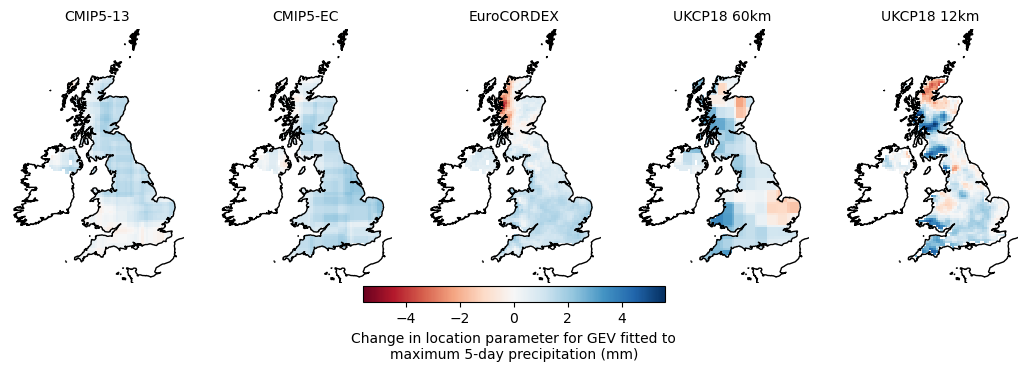 CMIP5-13 CMIP5-EC EuroCORDEX UKCP18 60km UKCP18 12km
−4 −2 0 2 4
Change in location parameter for GEV fitted to
maximum 5-day precipitation (mm)